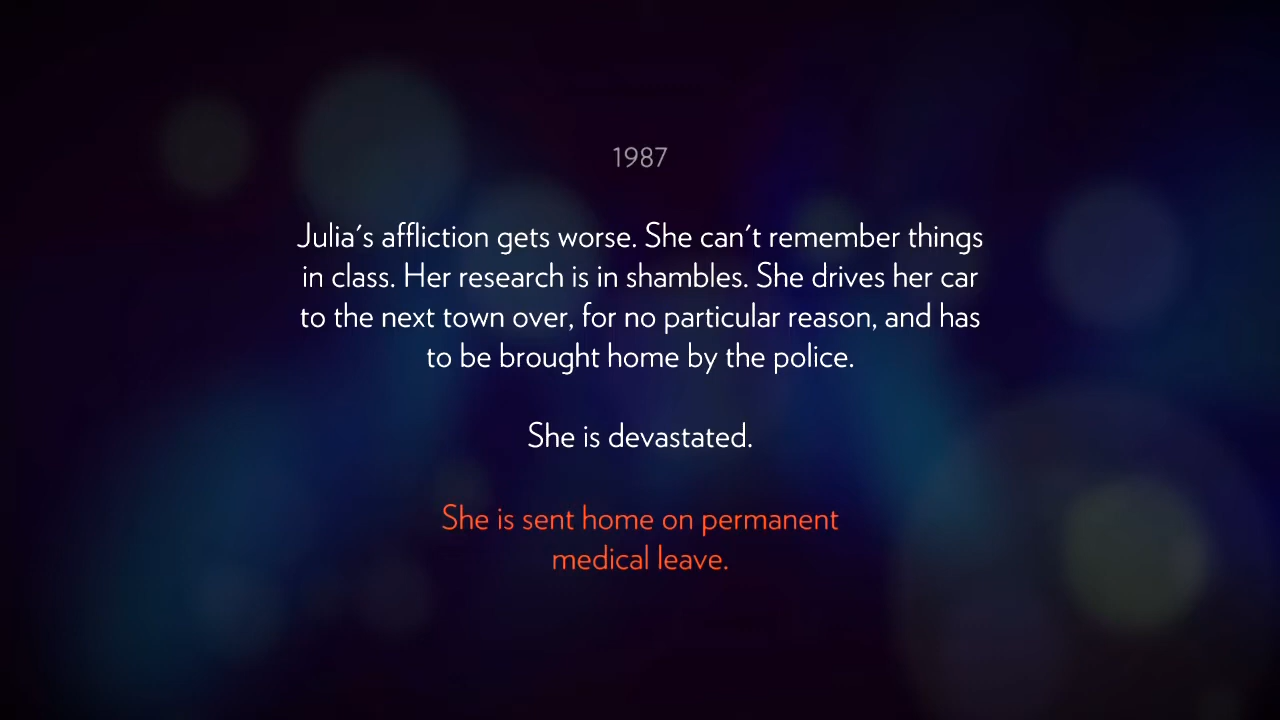 1987
Julia's affliction gets worse. She can't remember things
in class. Her research is in shambles. She drives her car
to the next town over, for no particular reason, and has
to be brought home by the police.
She is devastated.
She is sent home on permanent
medical leave.